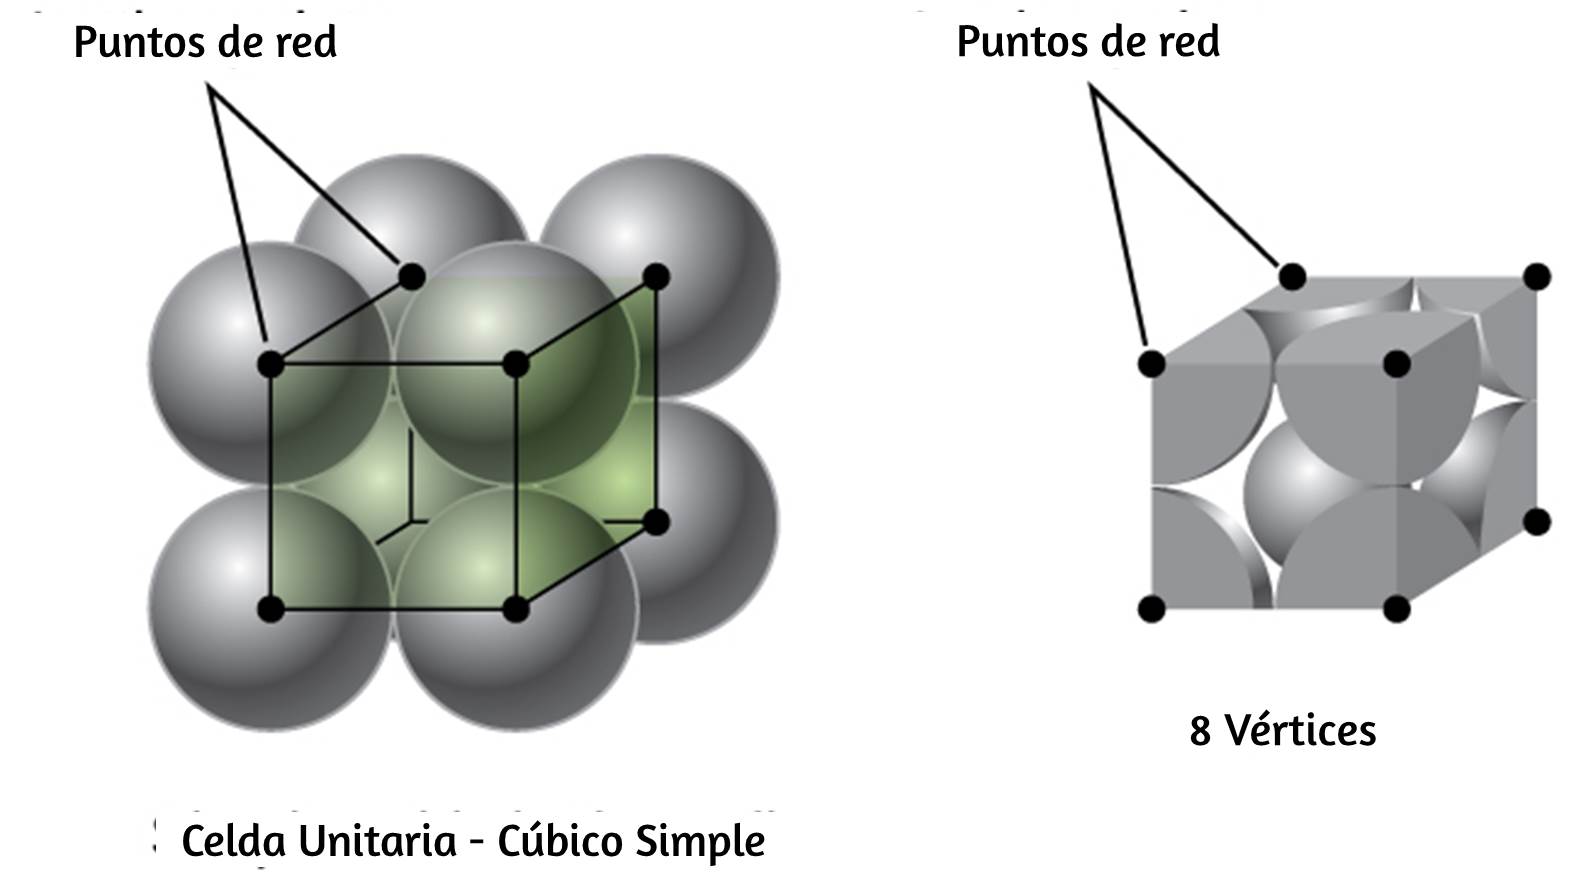 Puntos de red
Puntos de red
8 Vértices
Celda Unitaria - Cúbico Simple